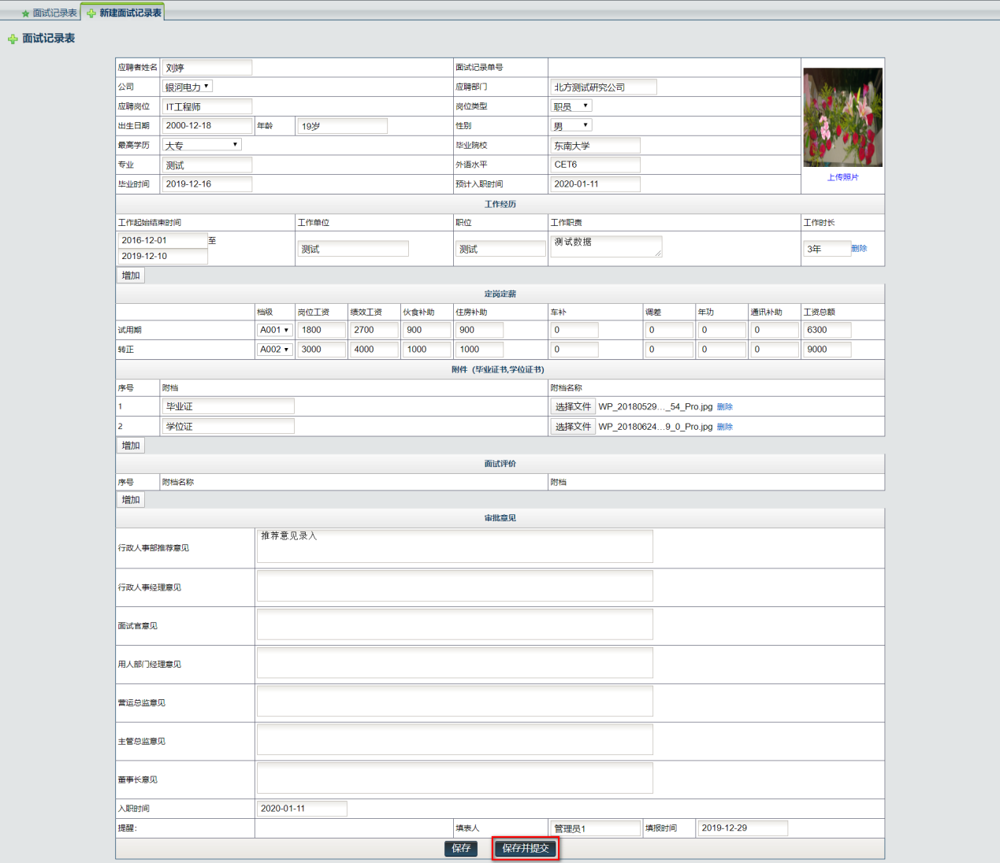 面试记录表 新建面试记录表
面试记录表
应聘者姓名 刘婷 面试记录单号
公司 银河电力 应聘部门 北方测试研究公司
应聘岗位 IT工程师 岗位类型 职员
出生日期 2000-12-18 年龄 19岁 性别 男
最高学历 大专 毕业院校 东南大学
专业 测试 外语水平 CET6
上传照片
毕业时间 2019-12-16 预计入职时间 2020-01-11
工作经历
工作起始结束时间 工作单位 职位 工作职责 工作时长
2016-12-01 至
2019-12-10 测试 测试 测试数据 3年 删除
增加
定岗定薪
档级 岗位工资 绩效工资 伙食补助 住房补助 车补 调差 年功 通讯补助 工资总额
试用期 A001 1800 2700 900 900 0 0 0 0 6300
转正 A002 3000 4000 1000 1000 0 0 0 0 9000
附件（毕业证书,学位证书）
序号 附档 附档名称
1 毕业证 选择文件 WP_20180529..._54_Pro.jpg 删除
2 学位证 选择文件 WP_20180624...9_0_Pro.jpg 删除
增加
面试评价
序号 附档名称 附档
增加
审批意见
行政人事部推荐意见 推荐意见录入
行政人事经理意见
面试官意见
用人部门经理意见
营运总监意见
主管总监意见
董事长意见
入职时间 2020-01-11
提醒： 填表人 管理员1 填报时间 2019-12-29
保存 保存并提交